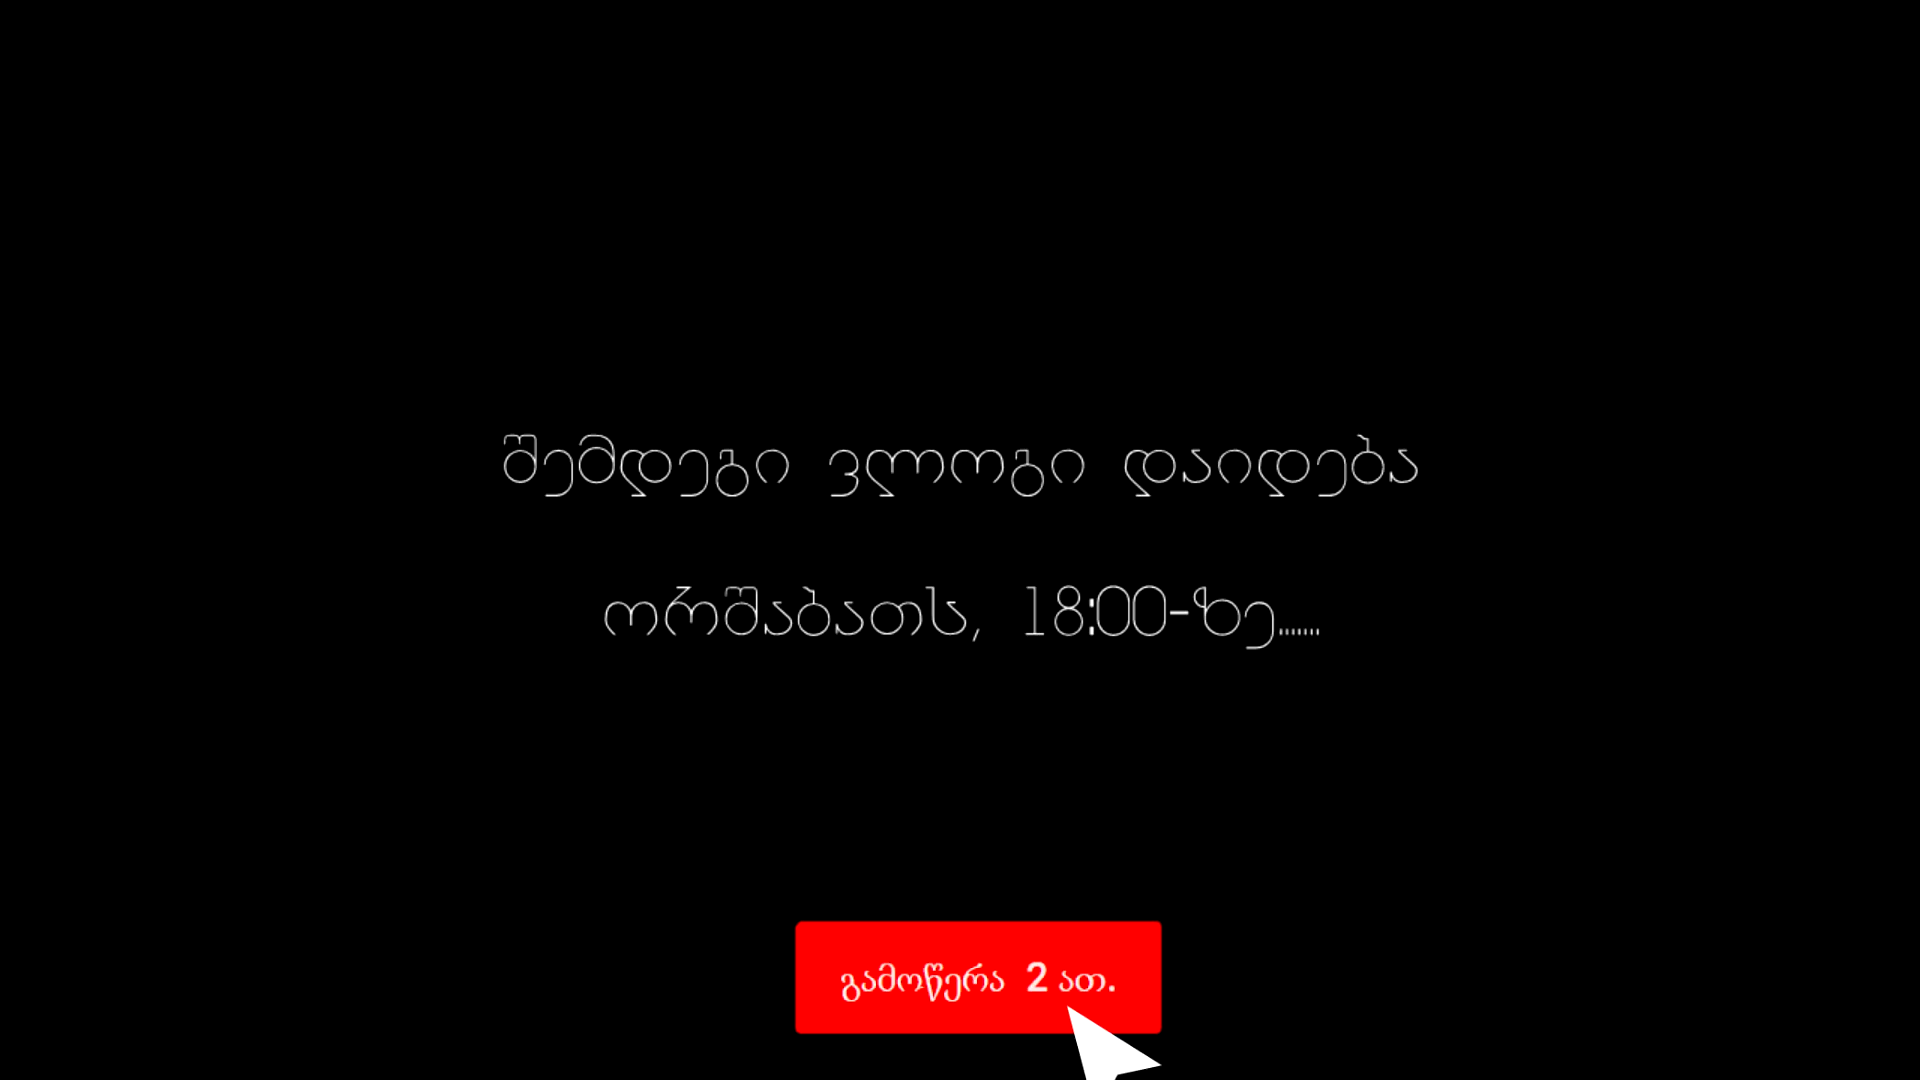 შემდეგი ვლოგი დაიდება
ორშაბათს, 18:00-ზე.......
გამოწერა 2 ათ.